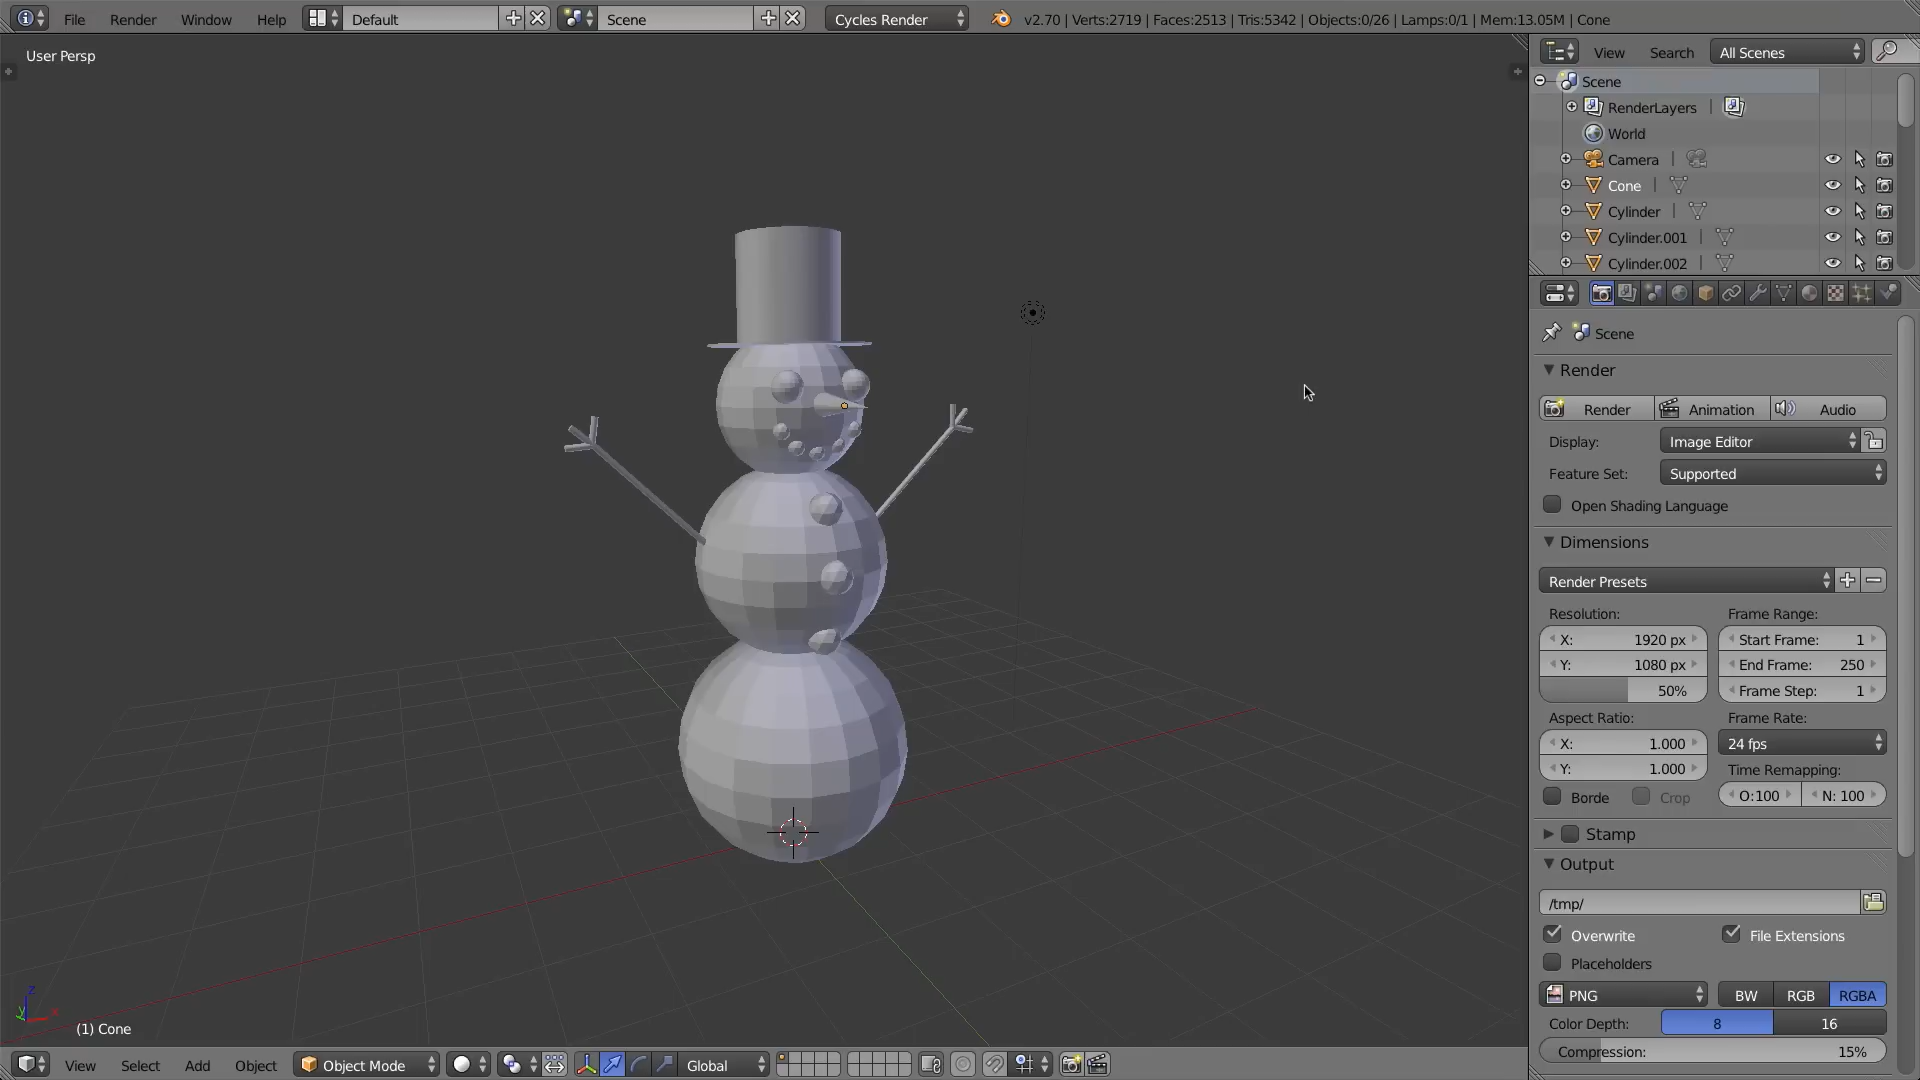 File Render Window Help Default Scene Cycles Render v2.70 | Verts:2719 | Faces:2513 | Tris:5342 | Objects:0/26 | Lamps:0/1 | Mem:13.05M | Cone
User Persp
View Search All Scenes
Scene
RenderLayers
World
Camera
Cone
Cylinder
Cylinder.001
Cylinder.002
Scene
Render
Render Animation Audio
Display: Image Editor
Feature Set: Supported
Open Shading Language
Dimensions
Render Presets
Resolution: Frame Range:
X: 1920 px Start Frame: 1
Y: 1080 px End Frame: 250
50% Frame Step: 1
Aspect Ratio: Frame Rate:
X: 1.000 24 fps
Y: 1.000 Time Remapping:
Borde Crop O:100 N: 100
Stamp
Output
/tmp/
Overwrite File Extensions
Placeholders
PNG BW RGB RGBA
Color Depth: 8 16
Compression: 15%
z
y x
(1) Cone
View Select Add Object Object Mode Global